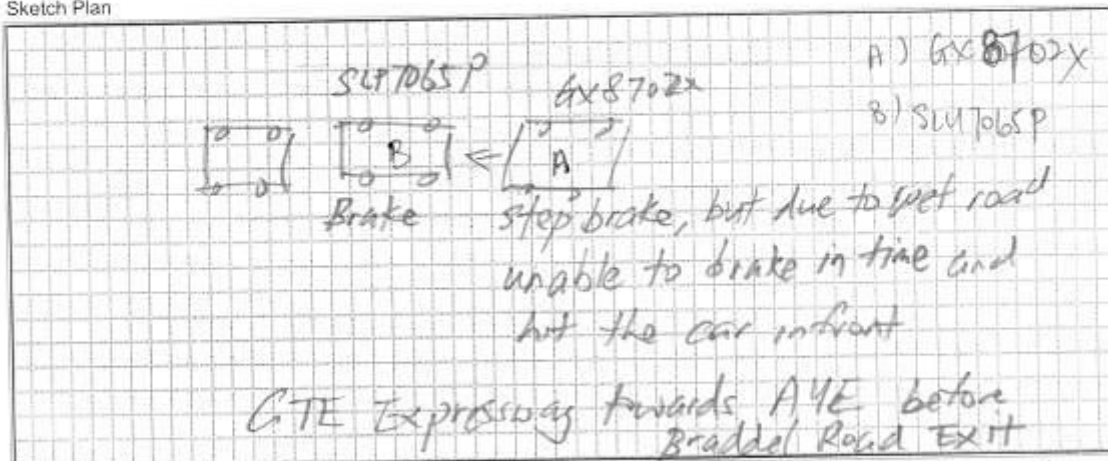 Sketch Plan
A) GX8702X
SLY7065P GX8702X
B) SLY7065P
B A
Brake step brake, but due to wet road
unable to brake in time and
hit the car infront
CTE Expressway towards AYE before
Braddel Road Exit